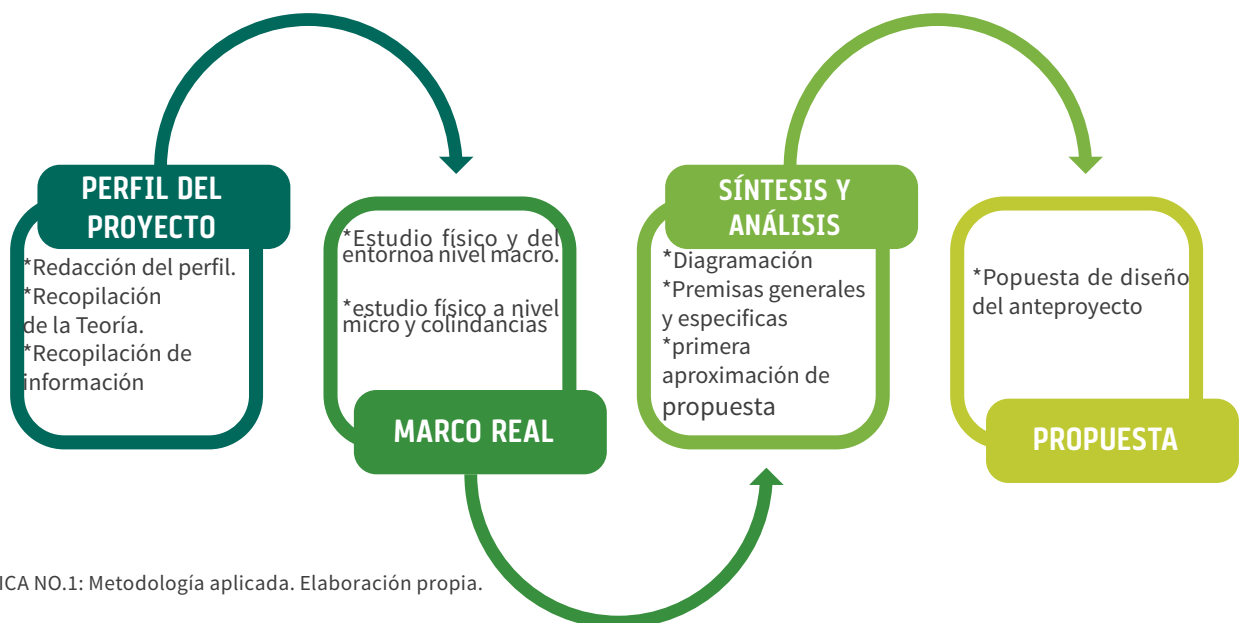 PERFIL DEL
PROYECTO
*Redacción del perfil.
*Recopilación
de la Teoría.
*Recopilación de
información
*Estudio físico y del
entornoa nivel macro.
*estudio físico a nivel
micro y colindancias
MARCO REAL
SÍNTESIS Y
ANÁLISIS
*Diagramación
*Premisas generales
y especificas
*primera
aproximación de
propuesta
*Popuesta de diseño
del anteproyecto
PROPUESTA
ICA NO.1: Metodología aplicada. Elaboración propia.